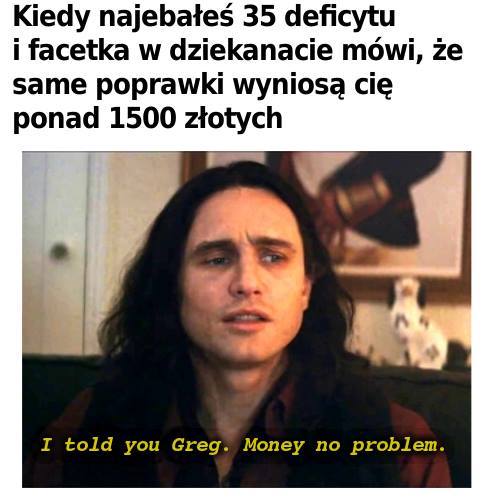 Kiedy najebałeś 35 deficytu
i facetka w dziekanacie mówi, że
same poprawki wyniosą cię
ponad 1500 złotych
I told you Greg. Money no problem.